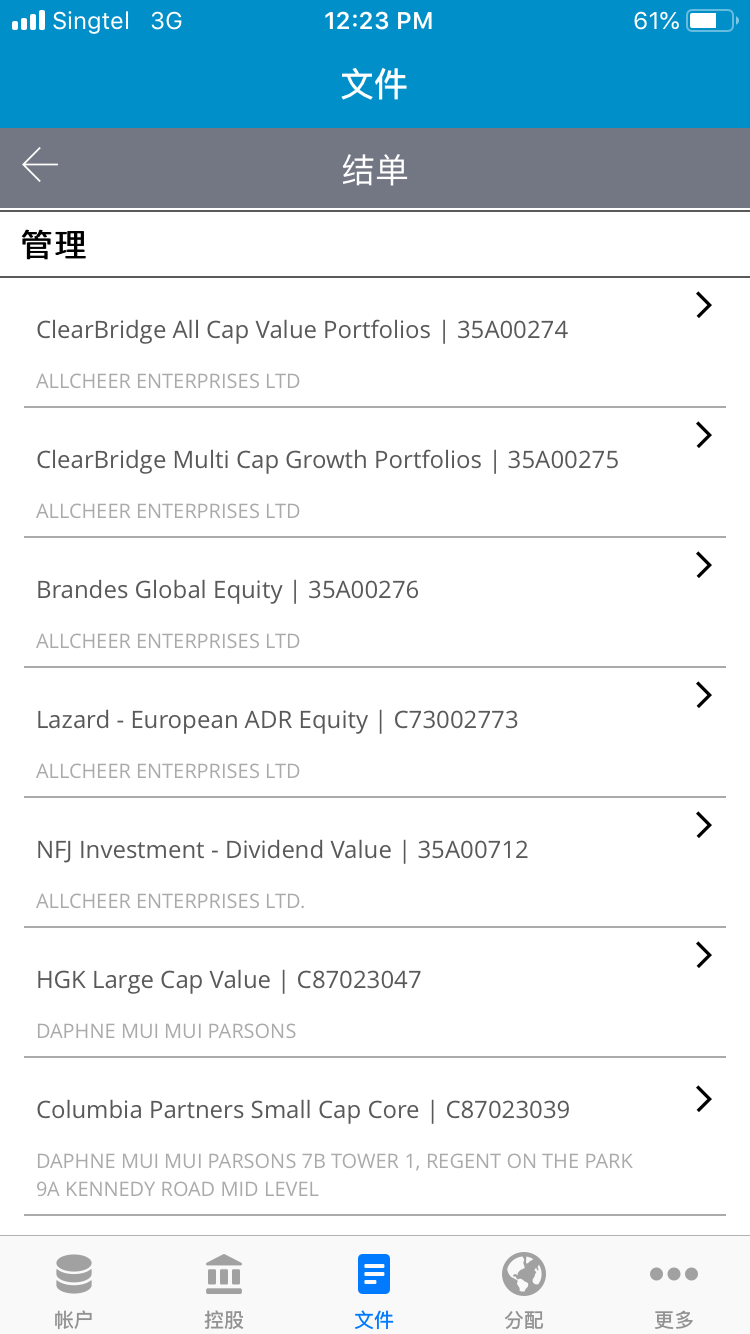 Singtel 3G 12:23 PM 61%
文件
结单
管理
ClearBridge All Cap Value Portfolios | 35A00274
ALLCHEER ENTERPRISES LTD
ClearBridge Multi Cap Growth Portfolios | 35A00275
ALLCHEER ENTERPRISES LTD
Brandes Global Equity | 35A00276
ALLCHEER ENTERPRISES LTD
Lazard - European ADR Equity | C73002773
ALLCHEER ENTERPRISES LTD
NFJ Investment - Dividend Value | 35A00712
ALLCHEER ENTERPRISES LTD.
HGK Large Cap Value | C87023047
DAPHNE MUI MUI PARSONS
Columbia Partners Small Cap Core | C87023039
DAPHNE MUI MUI PARSONS 7B TOWER 1, REGENT ON THE PARK
9A KENNEDY ROAD MID LEVEL
帐户 控股 文件 分配 更多